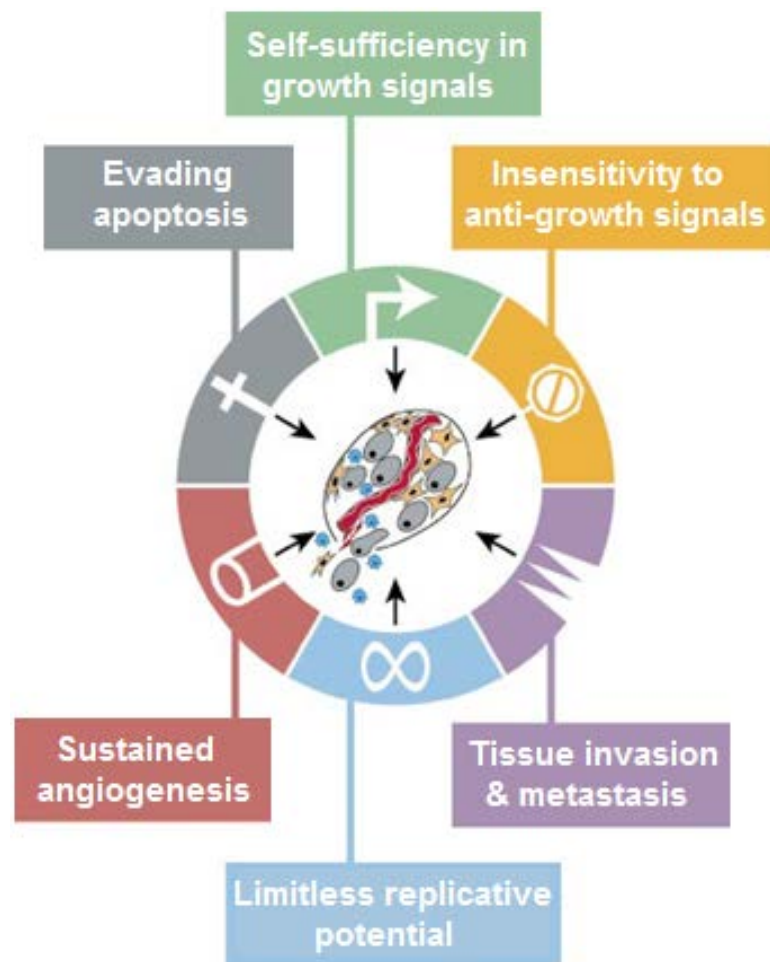 Self-sufficiency in
growth signals
Evading
apoptosis
Insensitivity to
anti-growth signals
Sustained
angiogenesis
Tissue invasion
& metastasis
Limitless replicative
potential